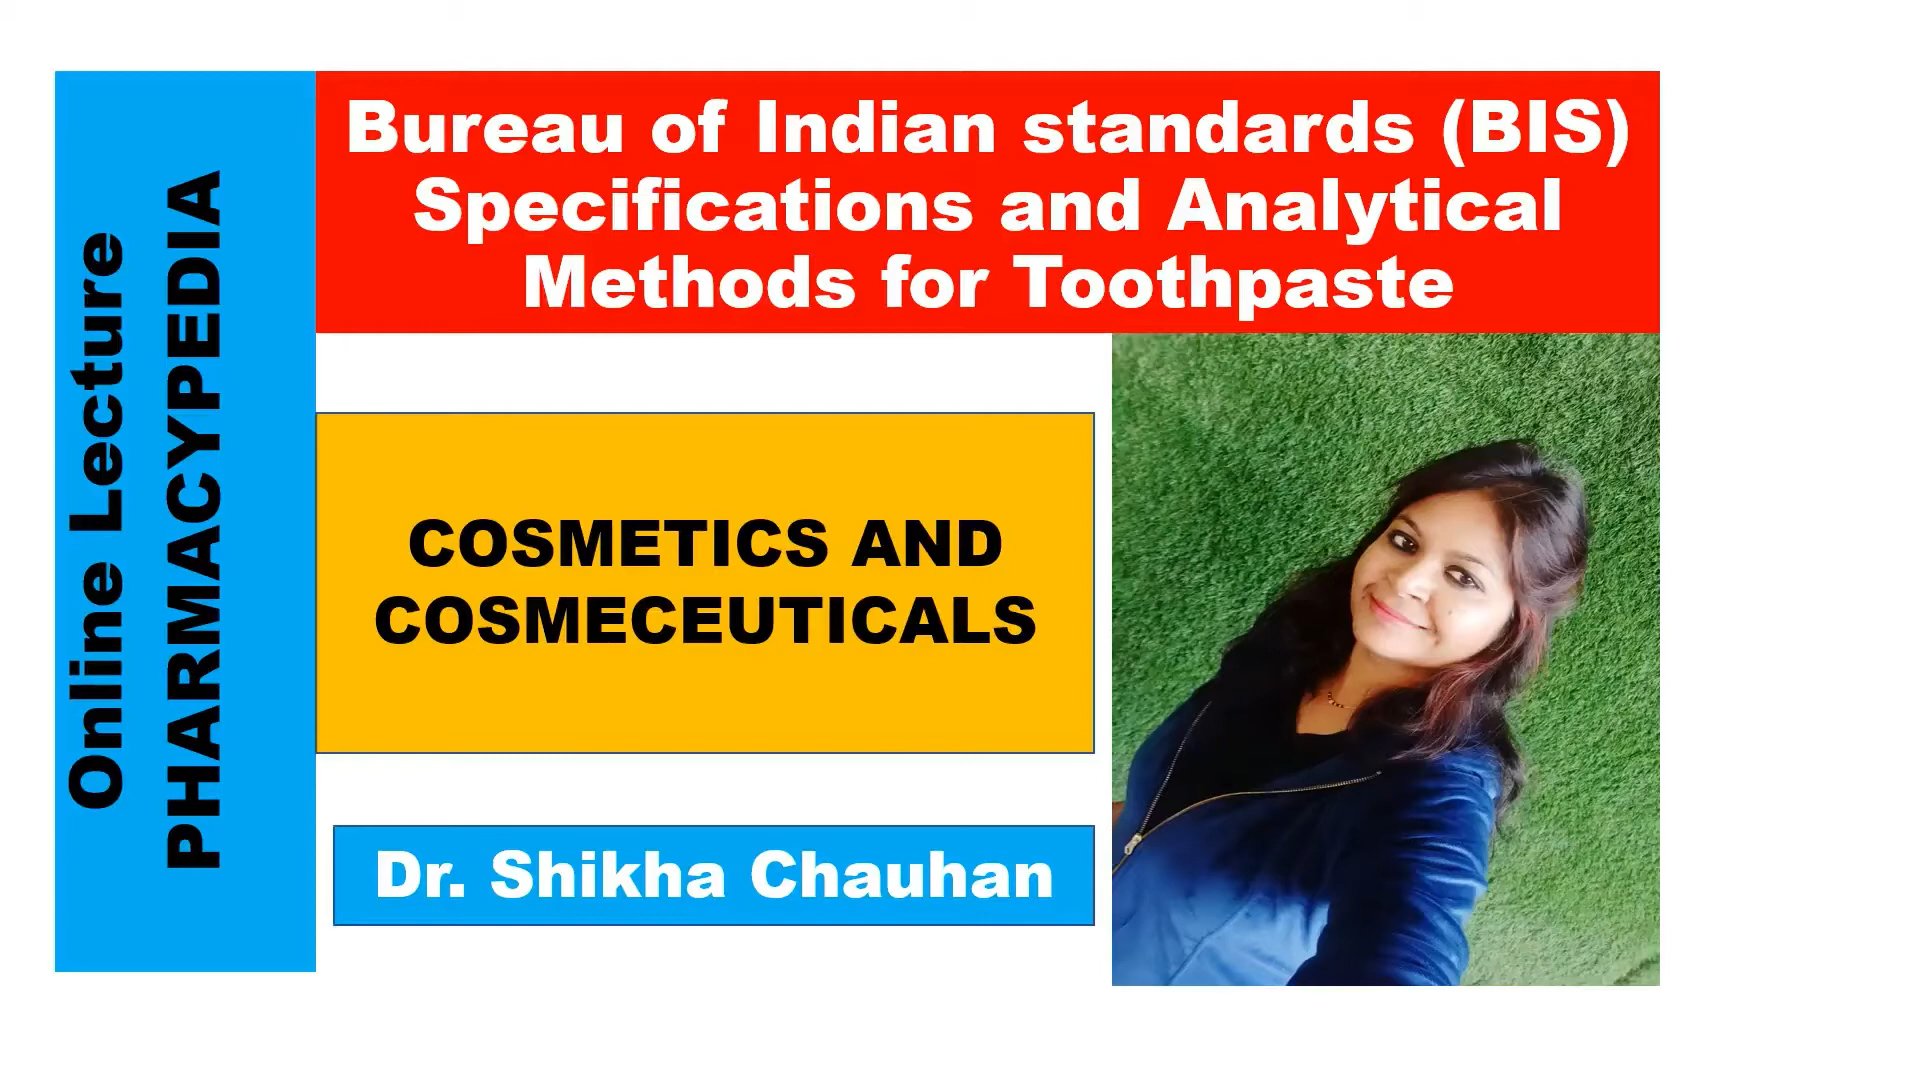 Online Lecture
PHARMACYPEDIA
Bureau of Indian standards (BIS)
Specifications and Analytical
Methods for Toothpaste
COSMETICS AND
COSMECEUTICALS
Dr. Shikha Chauhan